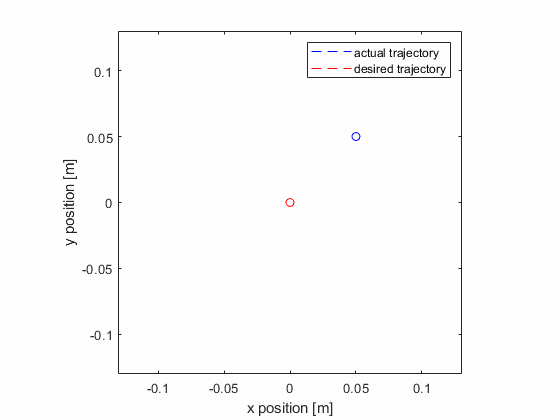 actual trajectory
desired trajectory
0.1
0.05
0
-0.05
-0.1
y position [m]
-0.1
-0.05
0
0.05
0.1
x position [m]